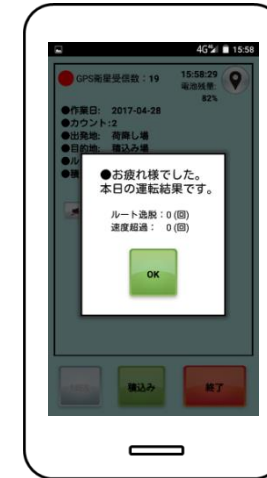 4G 15:58
GPS衛星受信数：19
15:58:29
電池残量:
82%
●作業日: 2017-04-28
●カウント:2
●出発地: 荷降し場
●目的地: 積込み場
●ル
●積
●お疲れ様でした。
本日の運転結果です。
ルート逸脱：0 (回)
速度超過： 0 (回)
OK
積込み
終了